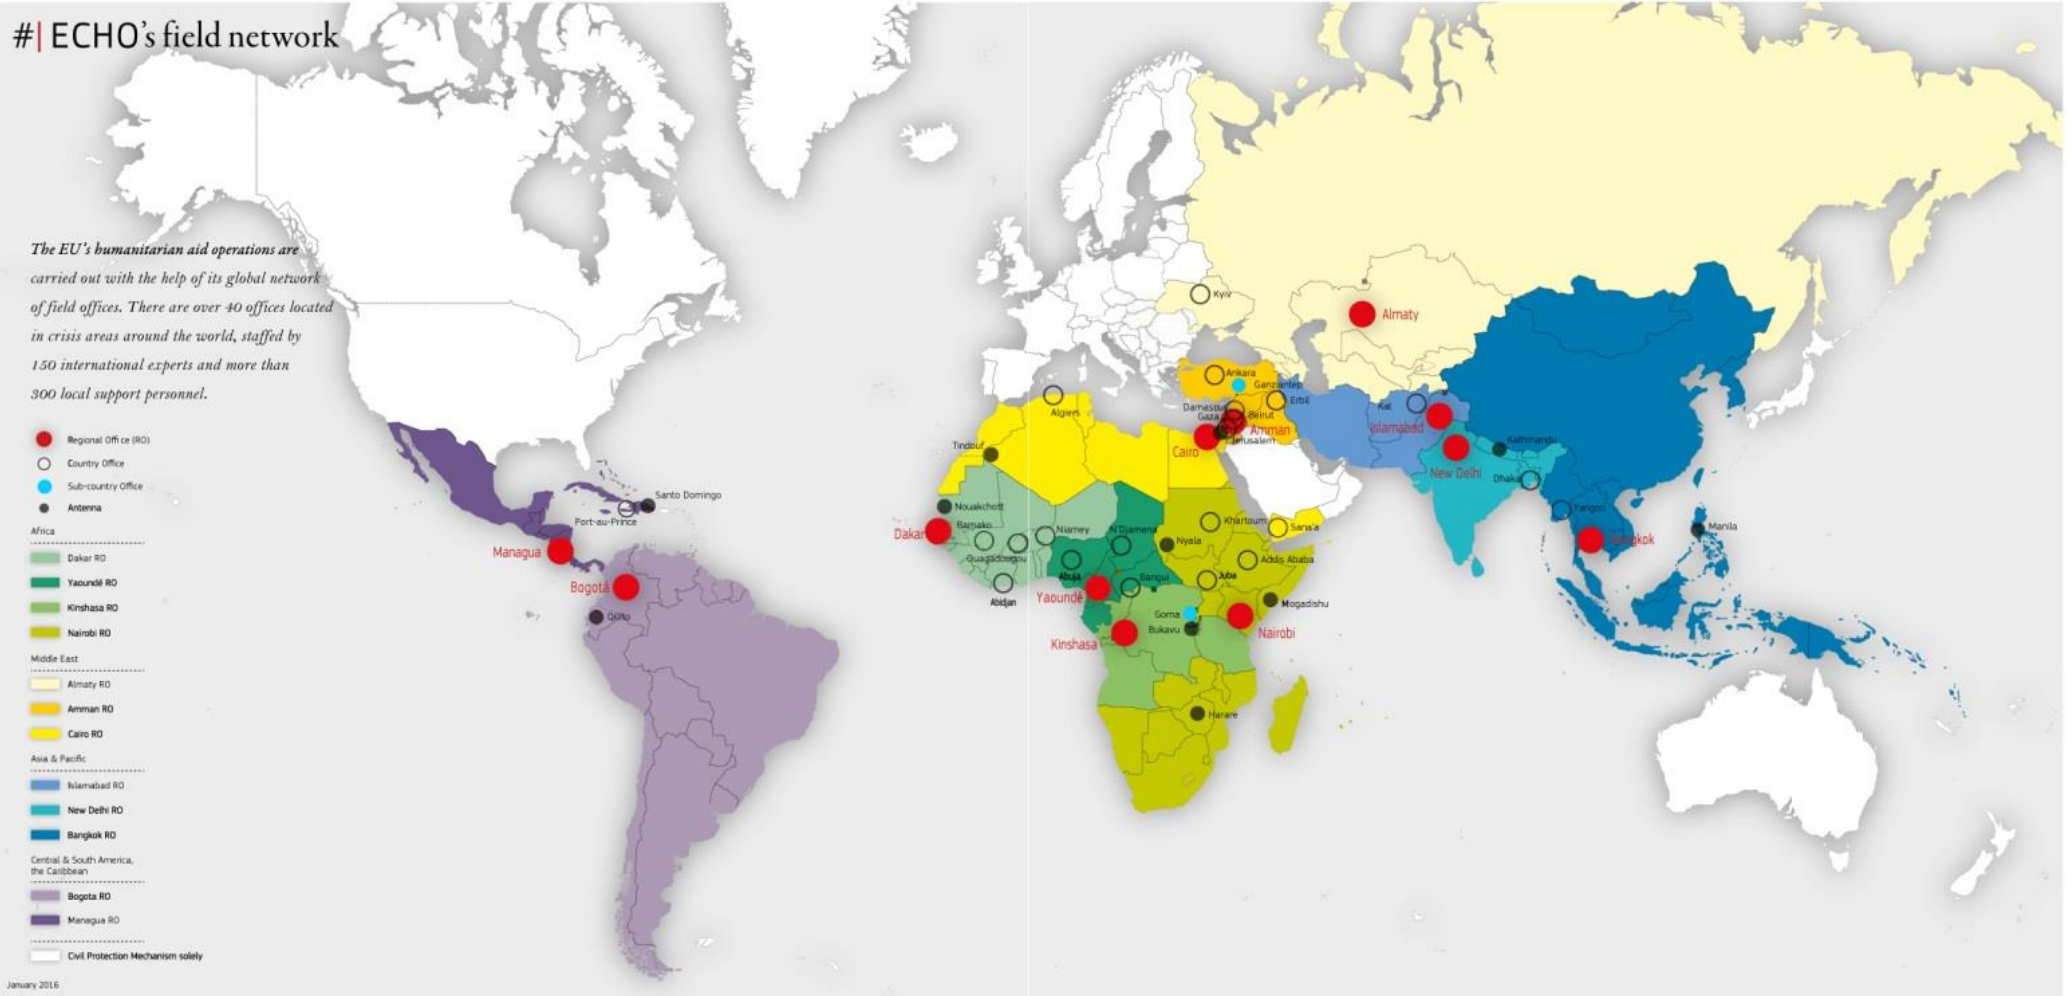 #| ECHO's field network
The EU's humanitarian aid operations are
carried out with the help of its global network
of field offices. There are over 40 offices located
in crisis areas around the world, staffed by
150 international experts and more than
300 local support personnel.
Regional Office (RO)
Country Office
Sub-country Office
Antenna
Africa
Dakar RO
Yaoundé RO
Kinshasa RO
Nairobi RO
Middle East
Almaty RO
Amman RO
Cairo RO
Asia & Pacific
Islamabad RO
New Delhi RO
Bangkok RO
Central & South America,
the Caribbean
Bogota RO
Managua RO
Civil Protection Mechanism solely
January 2016
Santo Domingo
Port-au-Prince
Managua
Bogotá
Quito
Kyiv
Almaty
Ankara
Ganziantep
Algiers
Damascus
Erbil
Gaza
Beirut
Amman
Jerusalem
Cairo
Tindouf
Islamabad
New Delhi
Kathmandu
Dhaka
Yangon
Bangkok
Manila
Nouakchott
Dakar
Bamako
Niamey
N'Djamena
Khartoum
Sana'a
Ouagadougou
Nyala
Addis Ababa
Abuja
Bangui
Juba
Abidjan
Yaoundé
Goma
Mogadishu
Bukavu
Nairobi
Kinshasa
Harare